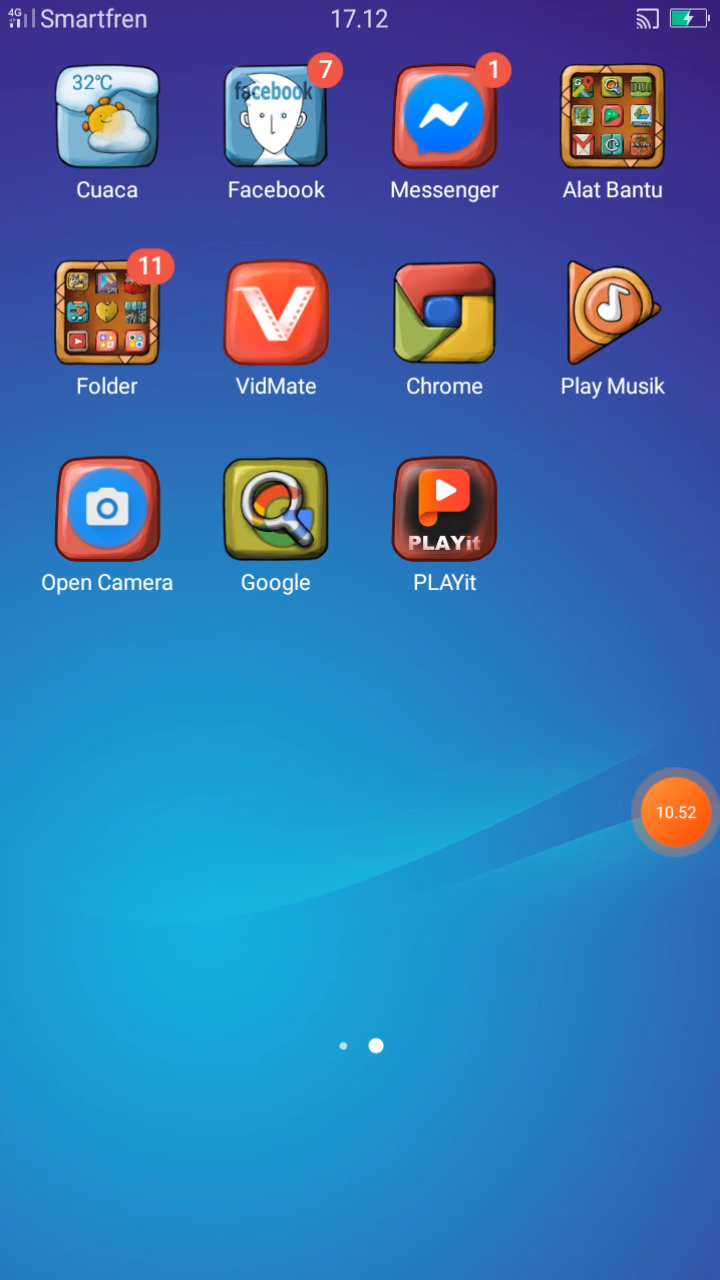 4G Smartfren 17.12
32°C
facebook
7
1
Cuaca Facebook Messenger Alat Bantu
11
Folder VidMate Chrome Play Musik
PLAYit
Open Camera Google PLAYit
10.52